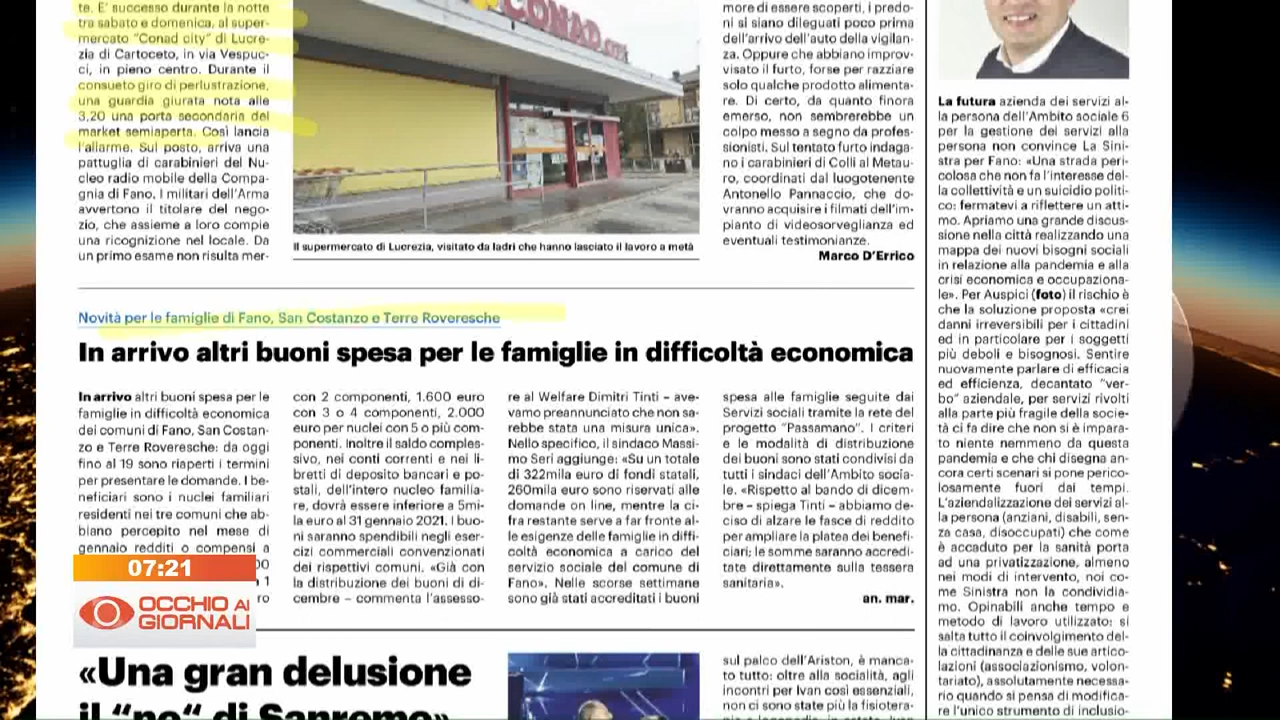 te. E' successo durante la notte
tra sabato e domenica, al super-
mercato "Conad city" di Lucre-
zia di Cartoceto, in via Vespuc-
ci, in pieno centro. Durante il
consueto giro di perlustrazione,
una guardia giurata nota alle
3,20 una porta secondaria del
market semiaperta. Così lancia
l'allarme. Sul posto, arriva una
pattuglia di carabinieri del Nu-
cleo radio mobile della Compa-
gnia di Fano. I militari dell'Arma
avvertono il titolare del nego-
zio, che assieme a loro compie
una ricognizione nel locale. Da
un primo esame non risulta mer-
CONAD CITY
Il supermercato di Lucrezia, visitato da ladri che hanno lasciato il lavoro a metà
more di essere scoperti, i predo-
ni si siano dileguati poco prima
dell'arrivo dell'auto della vigilan-
za. Oppure che abbiano improv-
visato il furto, forse per razziare
solo qualche prodotto alimenta-
re. Di certo, da quanto finora
emerso, non sembrerebbe un
colpo messo a segno da profes-
sionisti. Sul tentato furto indaga-
no i carabinieri di Colli al Metau-
ro, coordinati dal luogotenente
Antonello Pannaccio, che do-
vranno acquisire i filmati dell'im-
pianto di videosorveglianza ed
eventuali testimonianze.
Marco D'Errico
Novità per le famiglie di Fano, San Costanzo e Terre Roveresche
In arrivo altri buoni spesa per le famiglie in difficoltà economica
In arrivo altri buoni spesa per le
famiglie in difficoltà economica
dei comuni di Fano, San Costan-
zo e Terre Roveresche: da oggi
fino al 19 sono riaperti i termini
per presentare le domande. I be-
neficiari sono i nuclei familiari
residenti nei tre comuni che ab-
biano percepito nel mese di
gennaio redditi o compensi a
00
1
ro
con 2 componenti, 1.600 euro
con 3 o 4 componenti, 2.000
euro per nuclei con 5 o più com-
ponenti. Inoltre il saldo comples-
sivo, nei conti correnti e nei li-
bretti di deposito bancari e po-
stali, dell'intero nucleo familia-
re, dovrà essere inferiore a 5mi-
la euro al 31 gennaio 2021. I buo-
ni saranno spendibili negli eser-
cizi commerciali convenzionati
dei rispettivi comuni. «Già con
la distribuzione dei buoni di di-
cembre – commenta l'assesso-
re al Welfare Dimitri Tinti – ave-
vamo preannunciato che non sa-
rebbe stata una misura unica».
Nello specifico, il sindaco Massi-
mo Seri aggiunge: «Su un totale
di 322mila euro di fondi statali,
260mila euro sono riservati alle
domande on line, mentre la ci-
fra restante serve a far fronte al-
le esigenze delle famiglie in diffi-
coltà economica a carico del
servizio sociale del comune di
Fano». Nelle scorse settimane
sono già stati accreditati i buoni
spesa alle famiglie seguite dai
Servizi sociali tramite la rete del
progetto "Passamano". I criteri
e le modalità di distribuzione
dei buoni sono stati condivisi da
tutti i sindaci dell'Ambito socia-
le. «Rispetto al bando di dicem-
bre – spiega Tinti – abbiamo de-
ciso di alzare le fasce di reddito
per ampliare la platea dei benefi-
ciari; le somme saranno accredi-
tate direttamente sulla tessera
sanitaria».
an. mar.
07:21
OCCHIO AI
GIORNALI
«Una gran delusione
il "no" di Sanremo»
sul palco dell'Ariston, è manca-
to tutto: oltre alla socialità, agli
incontri per Ivan così essenziali,
non ci sono state più la fisiotera-
La futura azienda dei servizi al-
la persona dell'Ambito sociale 6
per la gestione dei servizi alla
persona non convince La Sini-
stra per Fano: «Una strada peri-
colosa che non fa l'interesse del-
la collettività e un suicidio politi-
co: fermatevi a riflettere un atti-
mo. Apriamo una grande discus-
sione nella città realizzando una
mappa dei nuovi bisogni sociali
in relazione alla pandemia e alla
crisi economica e occupaziona-
le». Per Auspici (foto) il rischio è
che la soluzione proposta «crei
danni irreversibili per i cittadini
ed in particolare per i soggetti
più deboli e bisognosi. Sentire
nuovamente parlare di efficacia
ed efficienza, decantato "ver-
bo" aziendale, per servizi rivolti
alla parte più fragile della socie-
tà ci fa dire che non si è impara-
to niente nemmeno da questa
pandemia e che chi disegna an-
cora certi scenari si pone perico-
losamente fuori dai tempi.
L'aziendalizzazione dei servizi al-
la persona (anziani, disabili, sen-
za casa, disoccupati) che come
è accaduto per la sanità porta
ad una privatizzazione, almeno
nei modi di intervento, noi co-
me Sinistra non la condividia-
mo. Opinabili anche tempo e
metodo di lavoro utilizzato: si
salta tutto il coinvolgimento del-
la cittadinanza e delle sue artico-
lazioni (associazionismo, volon-
tariato), assolutamente necessa-
rio quando si pensa di modifica-
re l'unico strumento di inclusio-